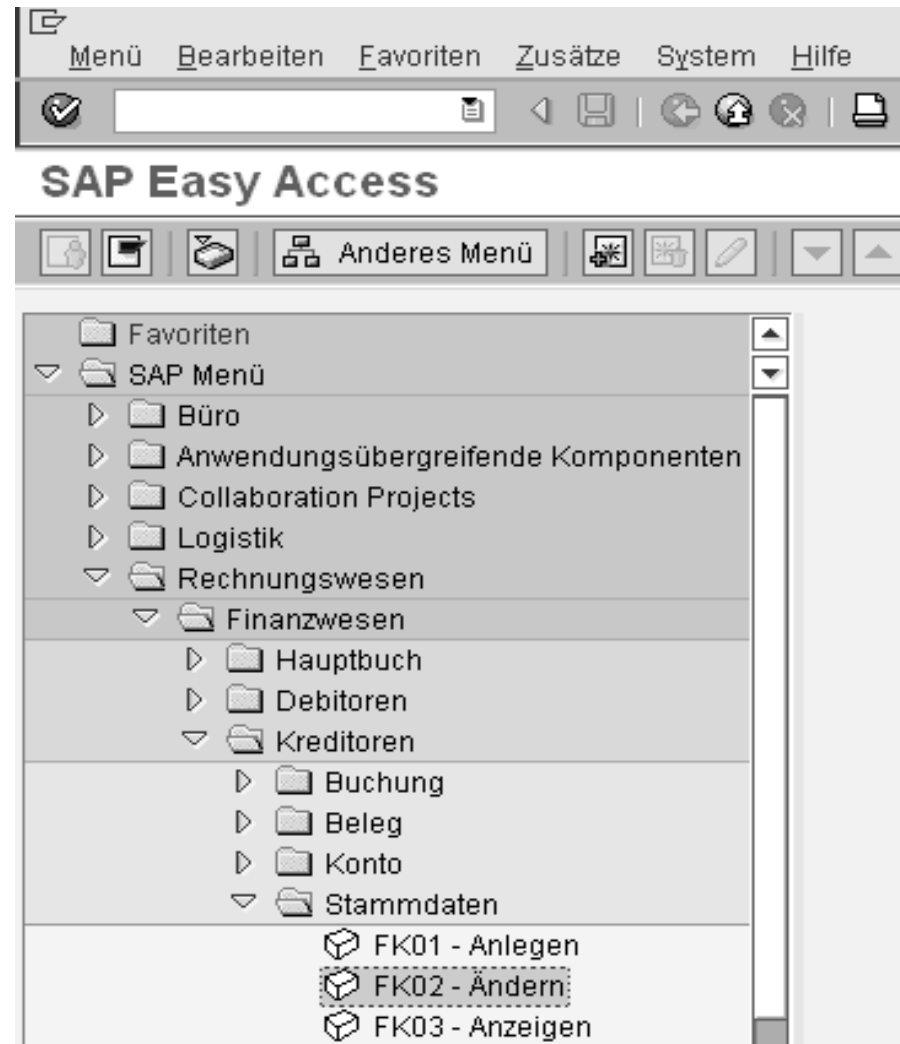 Menü Bearbeiten Favoriten Zusätze System Hilfe
SAP Easy Access
Anderes Menü
Favoriten
SAP Menü
Büro
Anwendungsübergreifende Komponenten
Collaboration Projects
Logistik
Rechnungswesen
Finanzwesen
Hauptbuch
Debitoren
Kreditoren
Buchung
Beleg
Konto
Stammdaten
FK01 - Anlegen
FK02 - Ändern
FK03 - Anzeigen